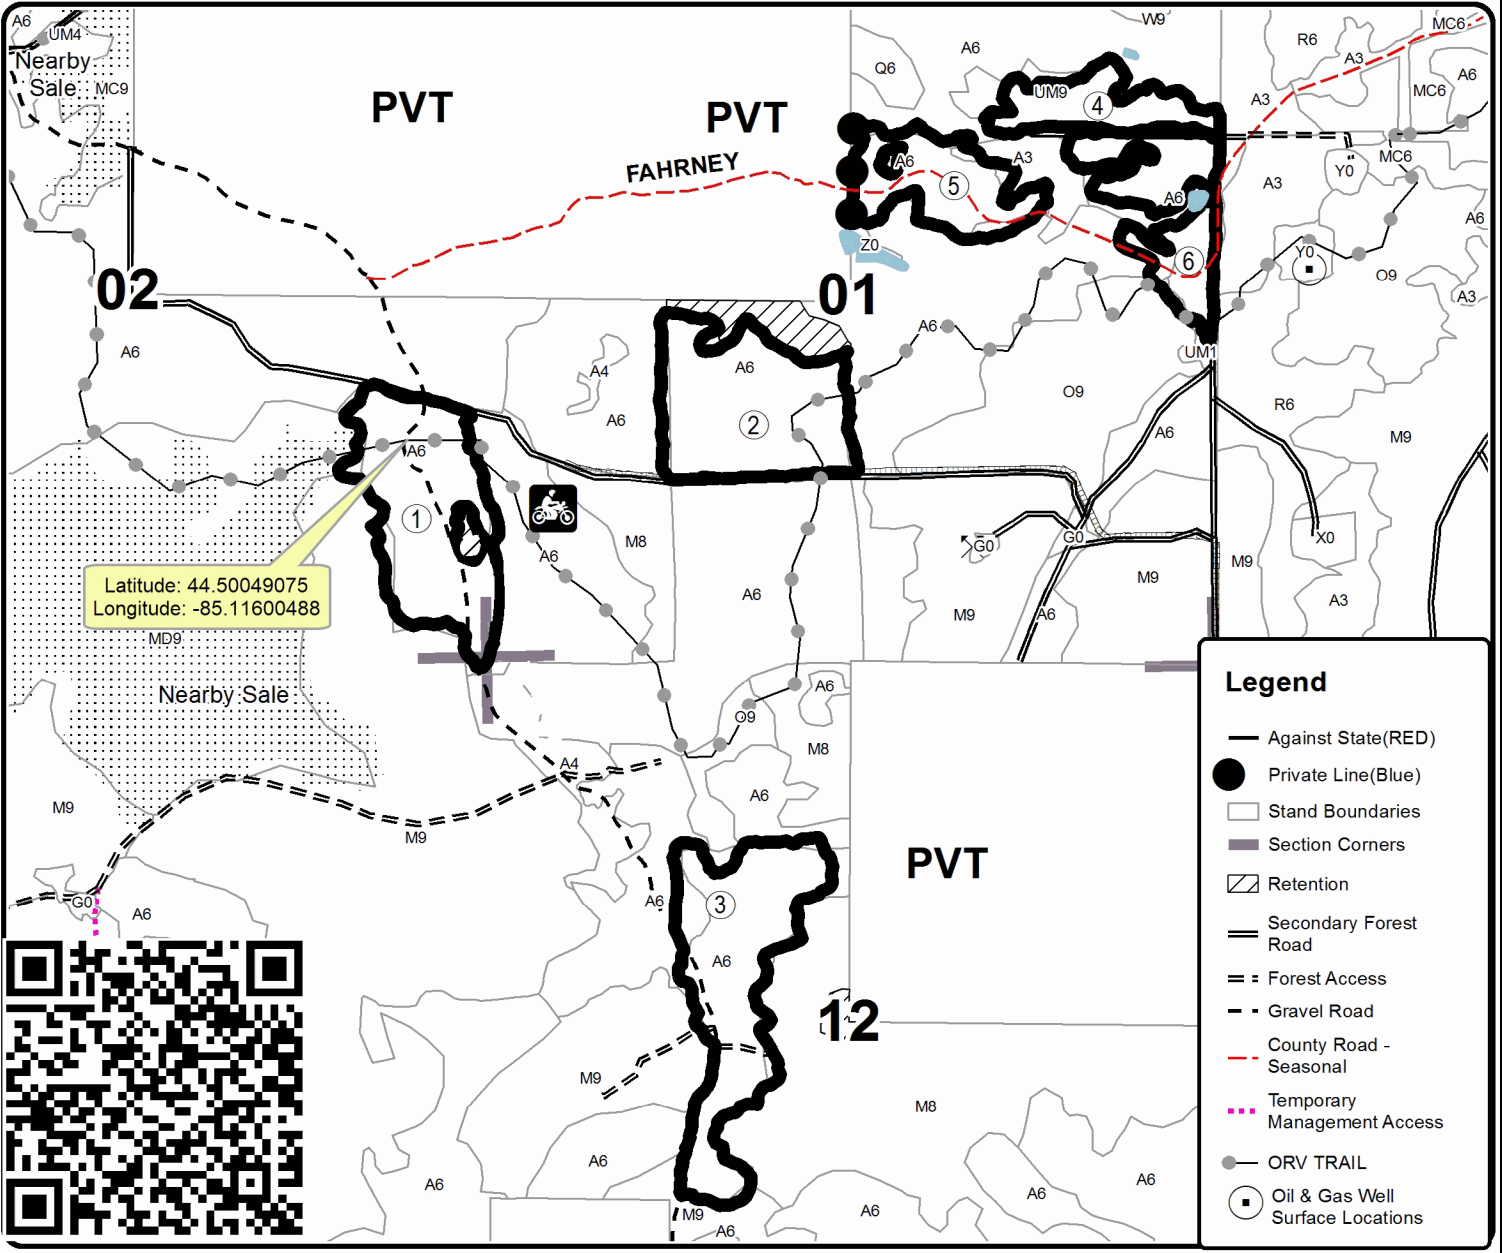 A6
UM4
Nearby
Sale
MC9
PVT
PVT
FAHRNEY
W9
A6
Q6
UM9
4
R6
A3
MC6
A6
MC6
A3
MC6
Y0
A3
A6
A3
5
A6
Z0
6
A6
Y0
O9
A3
02
01
A6
A6
UM1
A4
A6
A6
2
O9
R6
M9
A6
A6
1
M8
A6
A6
G0
G0
X0
M9
M9
M9
A6
A3
Latitude: 44.50049075
Longitude: -85.11600488
MD9
Nearby Sale
A6
O9
M8
A4
A6
M9
M9
PVT
G0
A6
A6
3
A6
12
M9
M8
A6
A6
A6
A6
A6
M9
A6
Legend
Against State(RED)
Private Line(Blue)
Stand Boundaries
Section Corners
Retention
Secondary Forest
Road
Forest Access
Gravel Road
County Road -
Seasonal
Temporary
Management Access
ORV TRAIL
Oil & Gas Well
Surface Locations